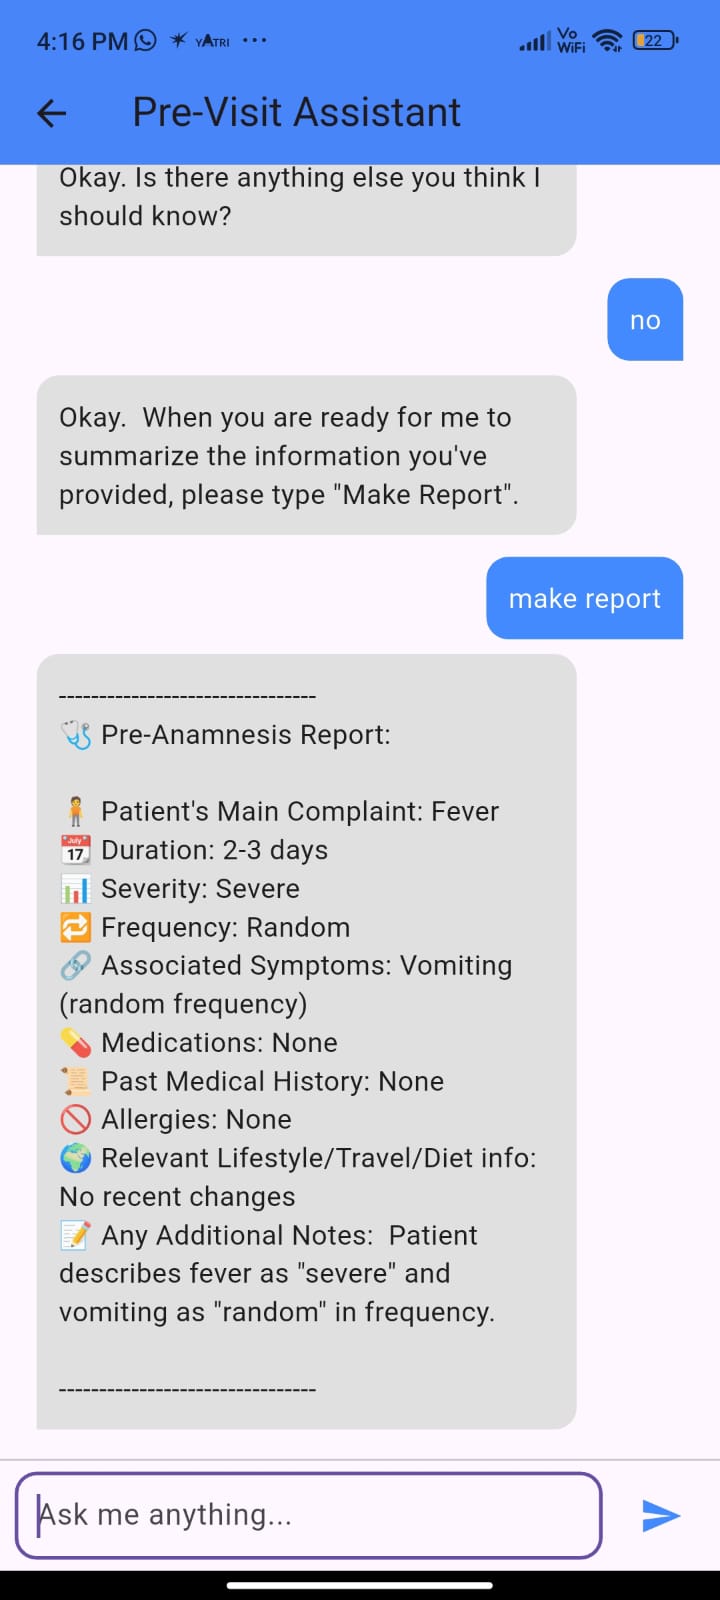 4:16 PM YATRI ... Vo WiFi 22
Pre-Visit Assistant
Okay. Is there anything else you think I
should know?
no
Okay.  When you are ready for me to
summarize the information you've
provided, please type "Make Report".
make report
--------------------------------
🩺 Pre-Anamnesis Report:
🧍 Patient's Main Complaint: Fever
📆 Duration: 2-3 days
📊 Severity: Severe
🔁 Frequency: Random
🔗 Associated Symptoms: Vomiting
(random frequency)
💊 Medications: None
📜 Past Medical History: None
🚫 Allergies: None
🌍 Relevant Lifestyle/Travel/Diet info:
No recent changes
📝 Any Additional Notes:  Patient
describes fever as "severe" and
vomiting as "random" in frequency.
--------------------------------
Ask me anything...